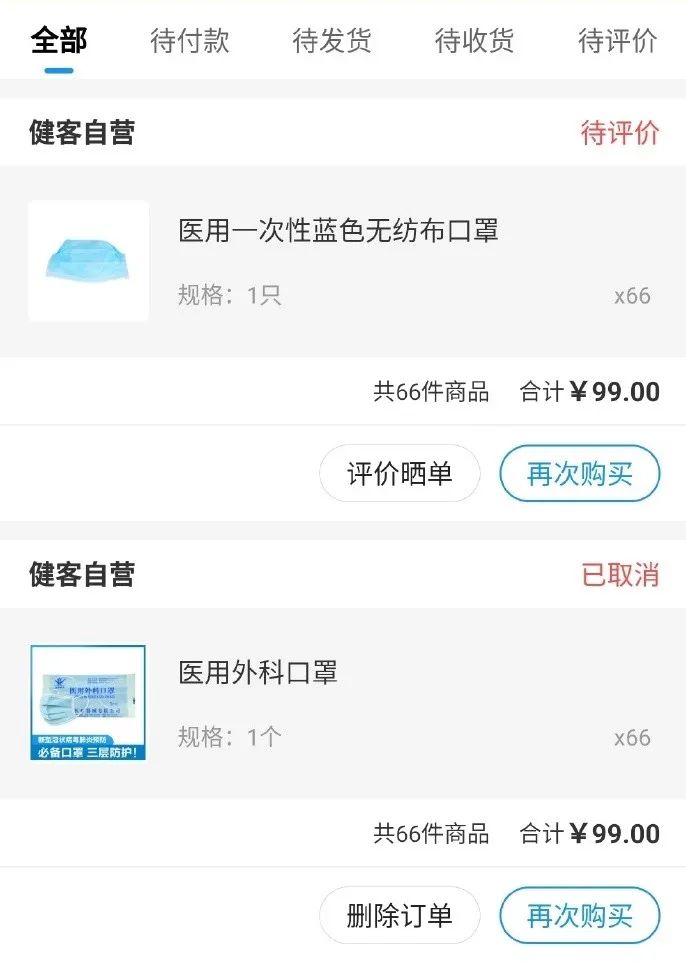 全部 待付款 待发货 待收货 待评价
健客自营 待评价
医用一次性蓝色无纺布口罩
规格：1只 x66
共66件商品 合计￥99.00
评价晒单 再次购买
健客自营 已取消
医用外科口罩
医用外科口罩
规格：1个 x66
新型冠状病毒肺炎预防
必备口罩 三层防护！
共66件商品 合计￥99.00
删除订单 再次购买